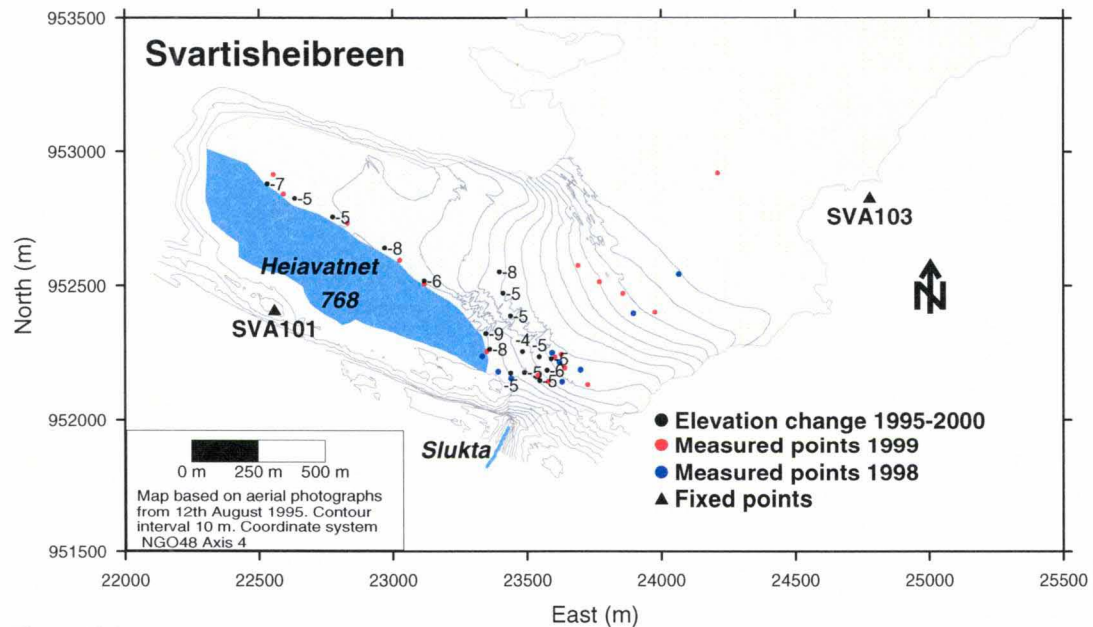 Svartisheibreen
953500
953000
952500
952000
951500
North (m)
-7
-5
-5
-8
-6
-8
-5
-5
-9
-8
-4
-5
-5
-6
-5
-5
-5
Heiavatnet
768
SVA101
SVA103
N
Slukta
Elevation change 1995-2000
Measured points 1999
Measured points 1998
Fixed points
0 m 250 m 500 m
Map based on aerial photographs
from 12th August 1995. Contour
interval 10 m. Coordinate system
NGO48 Axis 4
22000 22500 23000 23500 24000 24500 25000 25500
East (m)